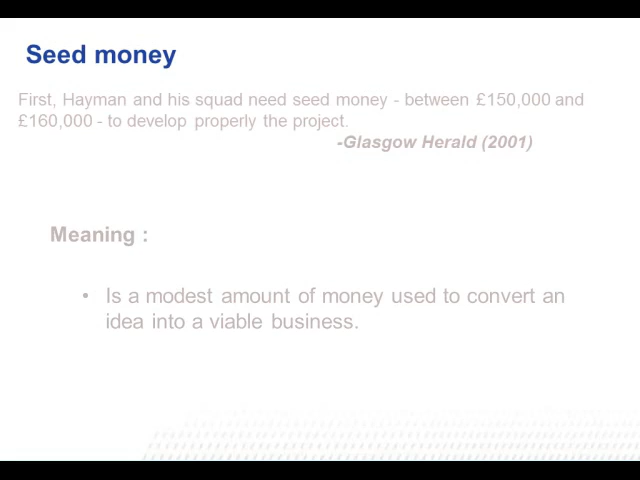 Seed money
First, Hayman and his squad need seed money - between £150,000 and
£160,000 - to develop properly the project.
-Glasgow Herald (2001)
Meaning :
• Is a modest amount of money used to convert an
idea into a viable business.